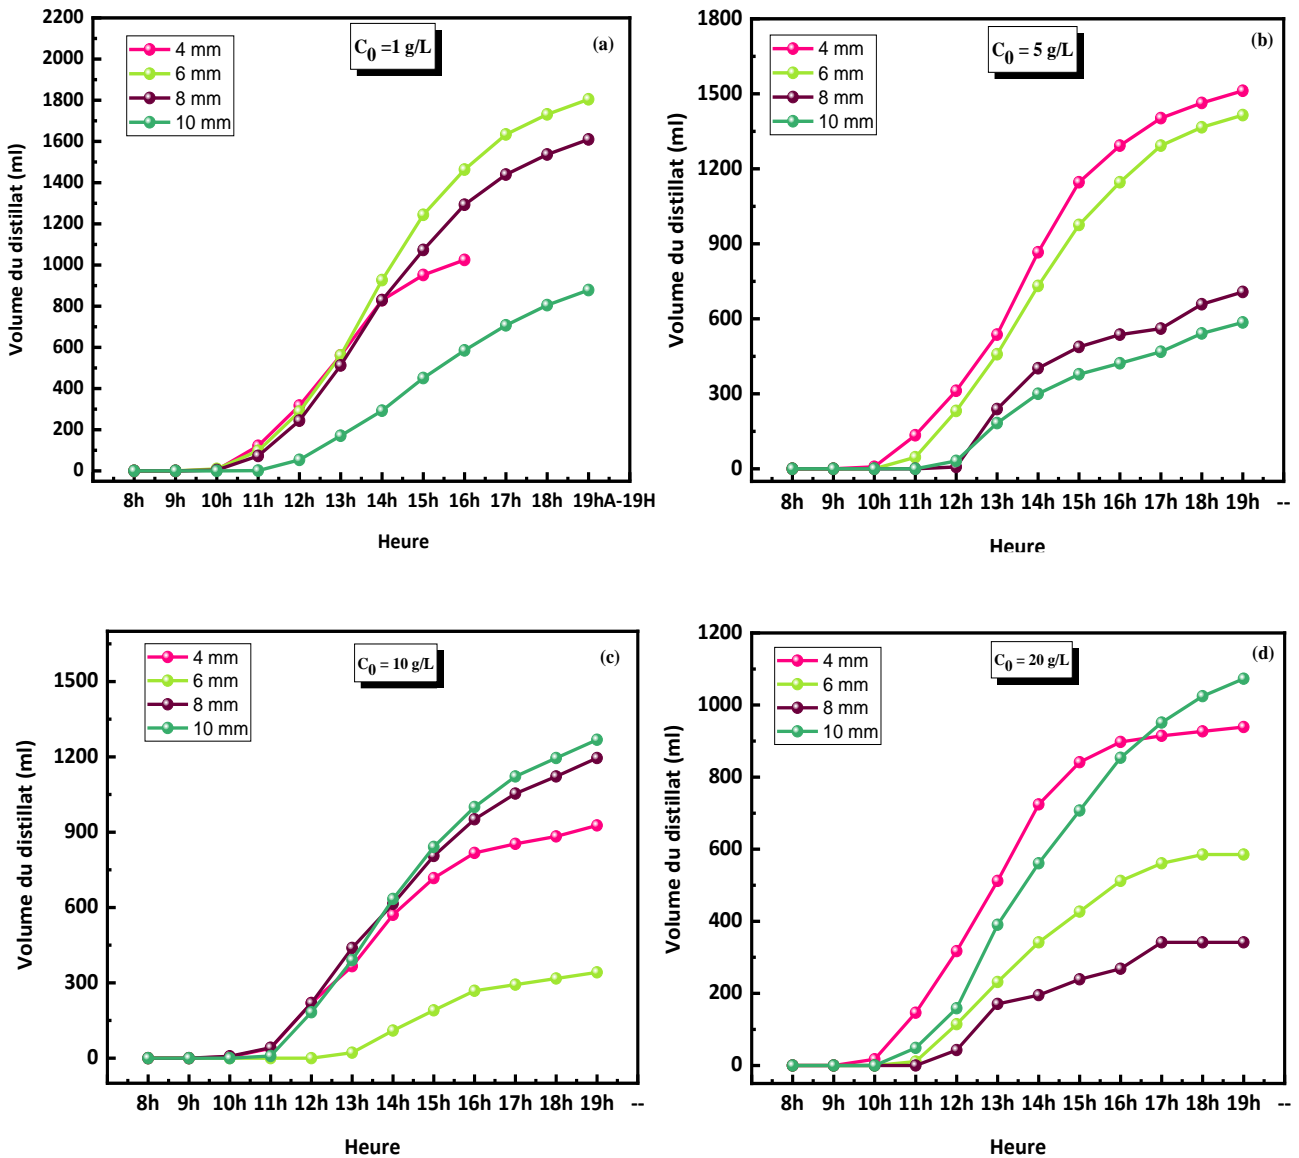 C0 =1 g/L
(a)
4 mm
6 mm
8 mm
10 mm
Volume du distillat (ml)
2200
2000
1800
1600
1400
1200
1000
800
600
400
200
0
8h 9h 10h 11h 12h 13h 14h 15h 16h 17h 18h 19hA-19H
Heure
C0 = 5 g/L
(b)
4 mm
6 mm
8 mm
10 mm
Volume du distillat (ml)
1800
1500
1200
900
600
300
0
8h 9h 10h 11h 12h 13h 14h 15h 16h 17h 18h 19h --
Heure
C0 = 10 g/L
(c)
4 mm
6 mm
8 mm
10 mm
Volume du distillat (ml)
1500
1200
900
600
300
0
8h 9h 10h 11h 12h 13h 14h 15h 16h 17h 18h 19h --
Heure
C0 = 20 g/L
(d)
4 mm
6 mm
8 mm
10 mm
Volume du distillat (ml)
1200
1000
800
600
400
200
0
8h 9h 10h 11h 12h 13h 14h 15h 16h 17h 18h 19h --
Heure